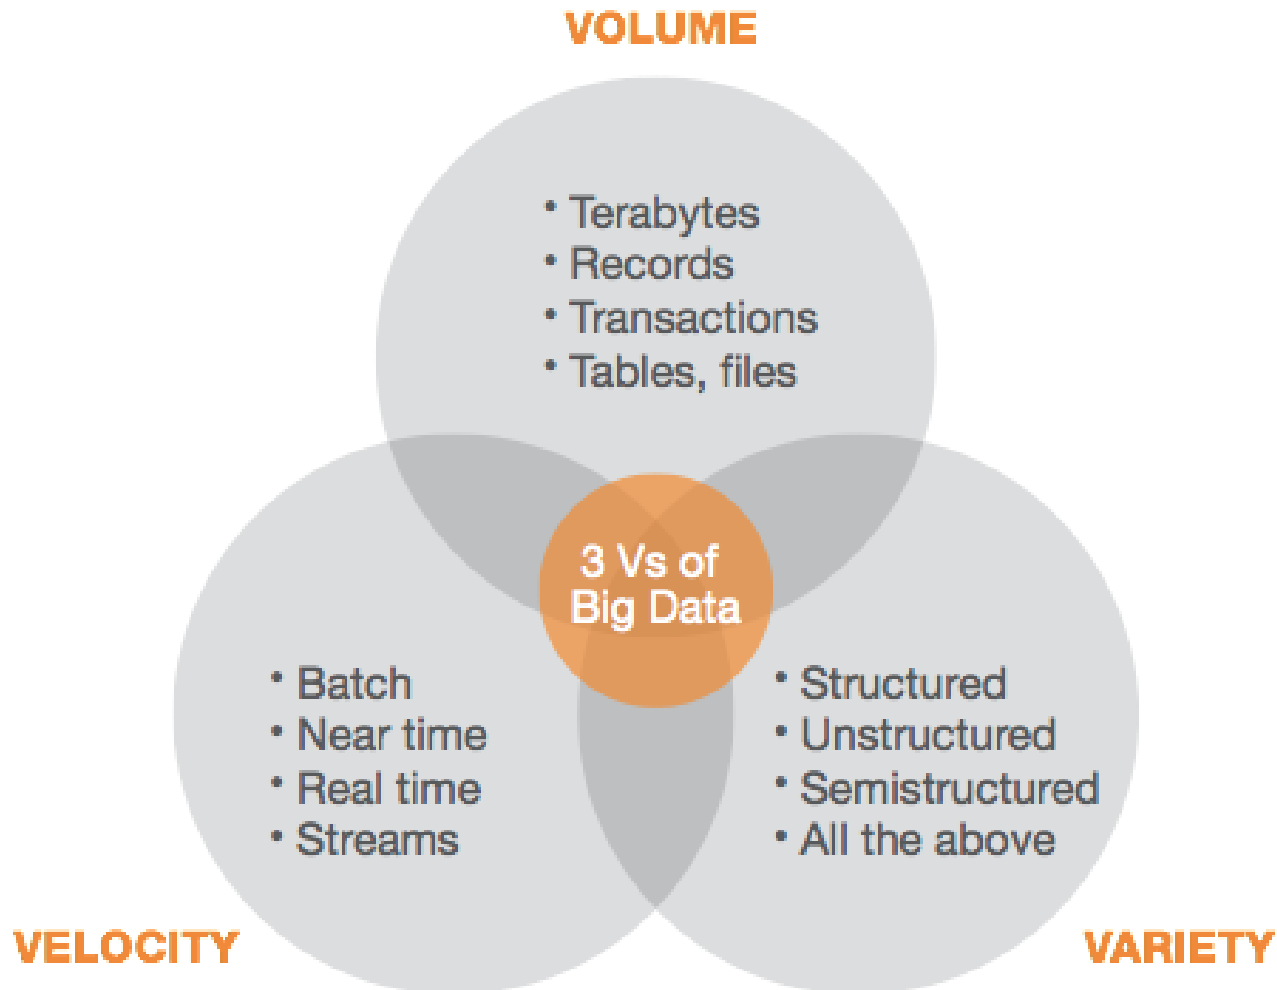 VOLUME
• Terabytes
• Records
• Transactions
• Tables, files
3 Vs of
Big Data
• Batch
• Near time
• Real time
• Streams
• Structured
• Unstructured
• Semistructured
• All the above
VELOCITY
VARIETY